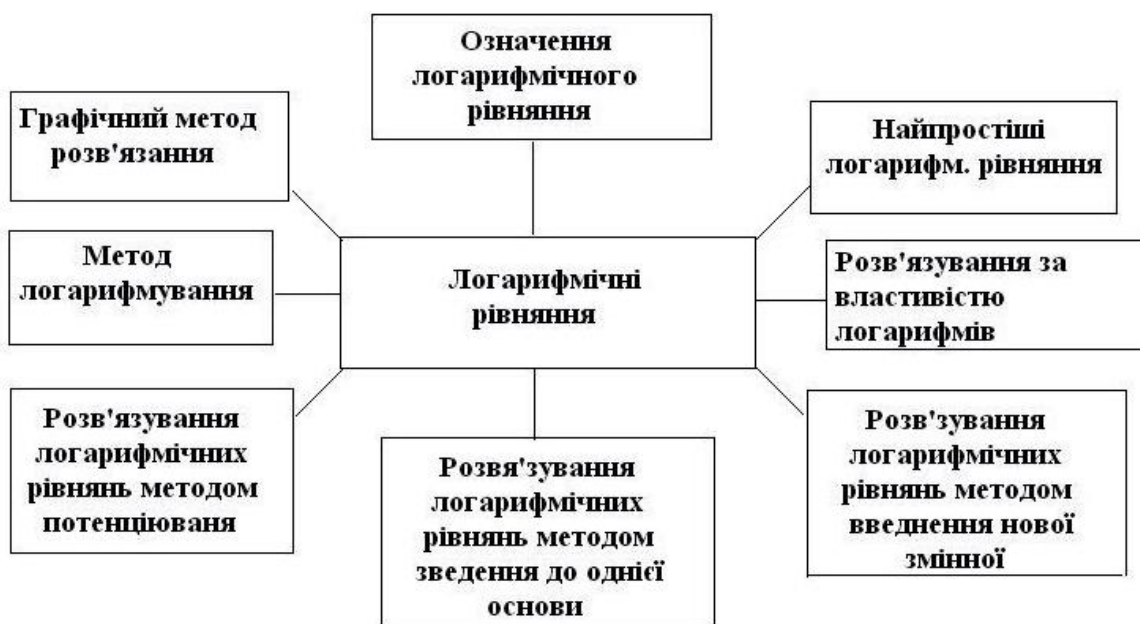 Означення
логарифмічного
рівняння
Графічний метод
розв'язання
Найпростіші
логарифм. рівняння
Метод
логарифмування
Логарифмічні
рівняння
Розв'язування за
властивістю
логарифмів
Розв'язування
логарифмічних
рівнянь методом
потенціюваня
Розвя'зування
логарифмічних
рівнянь методом
зведення до однієї
основи
Розв'зування
логарифмічних
рівнянь методом
введнення нової
змінної